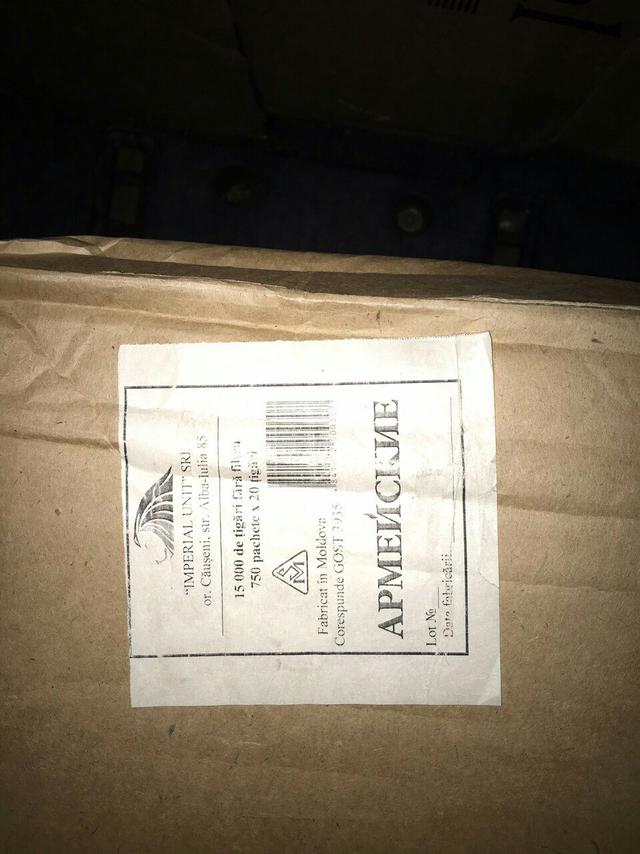 "IMPERIAL UNIT" SRL
or. Căușeni, str. Alba-Iulia 85
15 000 de țigări fără filtru
750 pachete x 20 țigări
Fabricat în Moldova
Corespunde GOST 3935
АРМЕЙСКИЕ
Lot №
Data fabricării